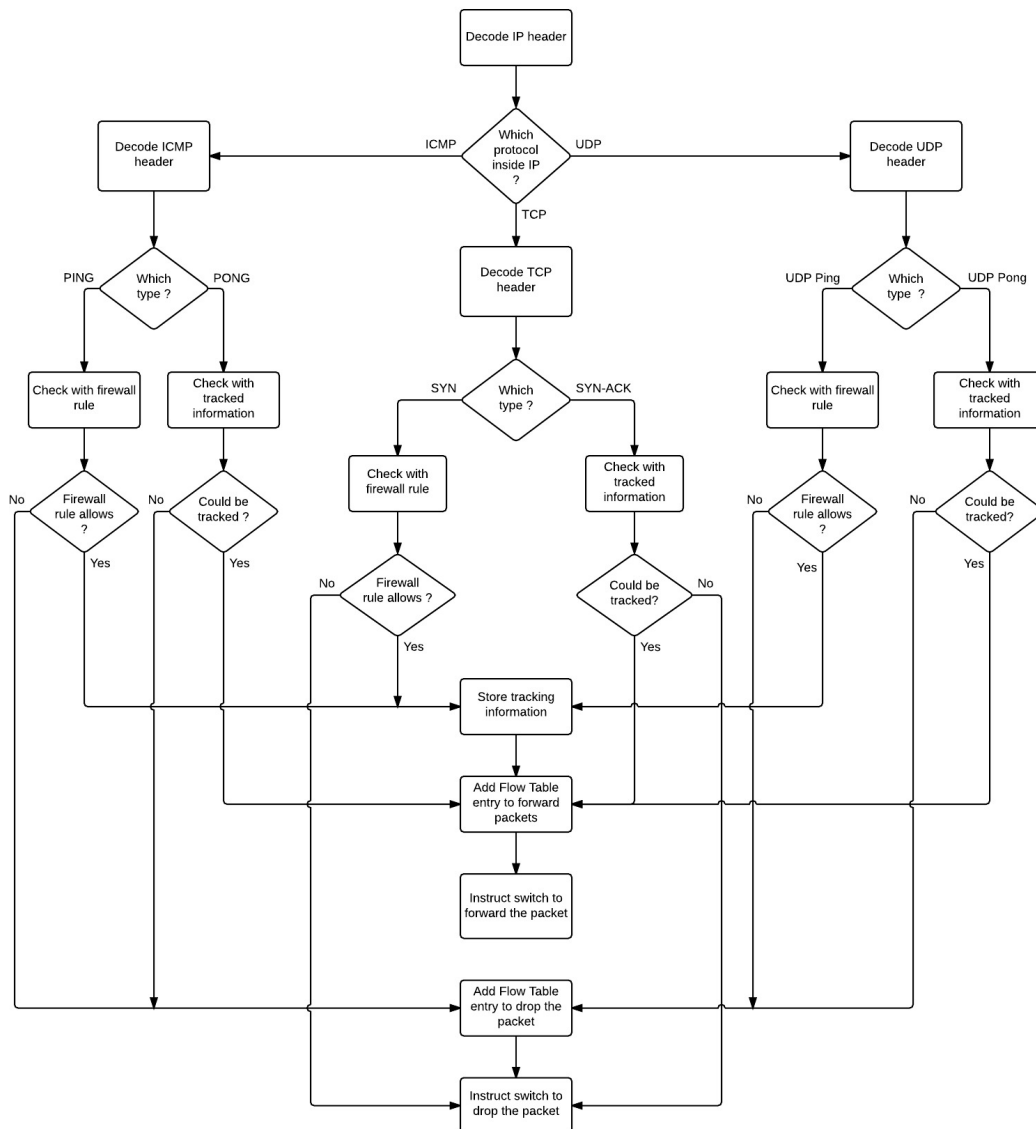 Decode IP header
Which
protocol
inside IP
?
ICMP
UDP
TCP
Decode ICMP
header
Decode UDP
header
Decode TCP
header
PING
Which
type ?
PONG
UDP Ping
Which
type ?
UDP Pong
SYN
Which
type ?
SYN-ACK
Check with firewall
rule
Check with
tracked
information
Check with
firewall rule
Check with
tracked
information
Check with firewall
rule
Check with
tracked
information
No
Firewall
rule allows
?
Yes
No
Could be
tracked ?
Yes
No
Firewall
rule allows ?
Yes
Could be
tracked?
No
Yes
No
Firewall
rule allows
?
Yes
No
Could be
tracked?
Yes
Store tracking
information
Add Flow Table
entry to forward
packets
Instruct switch to
forward the packet
Add Flow Table
entry to drop the
packet
Instruct switch to
drop the packet